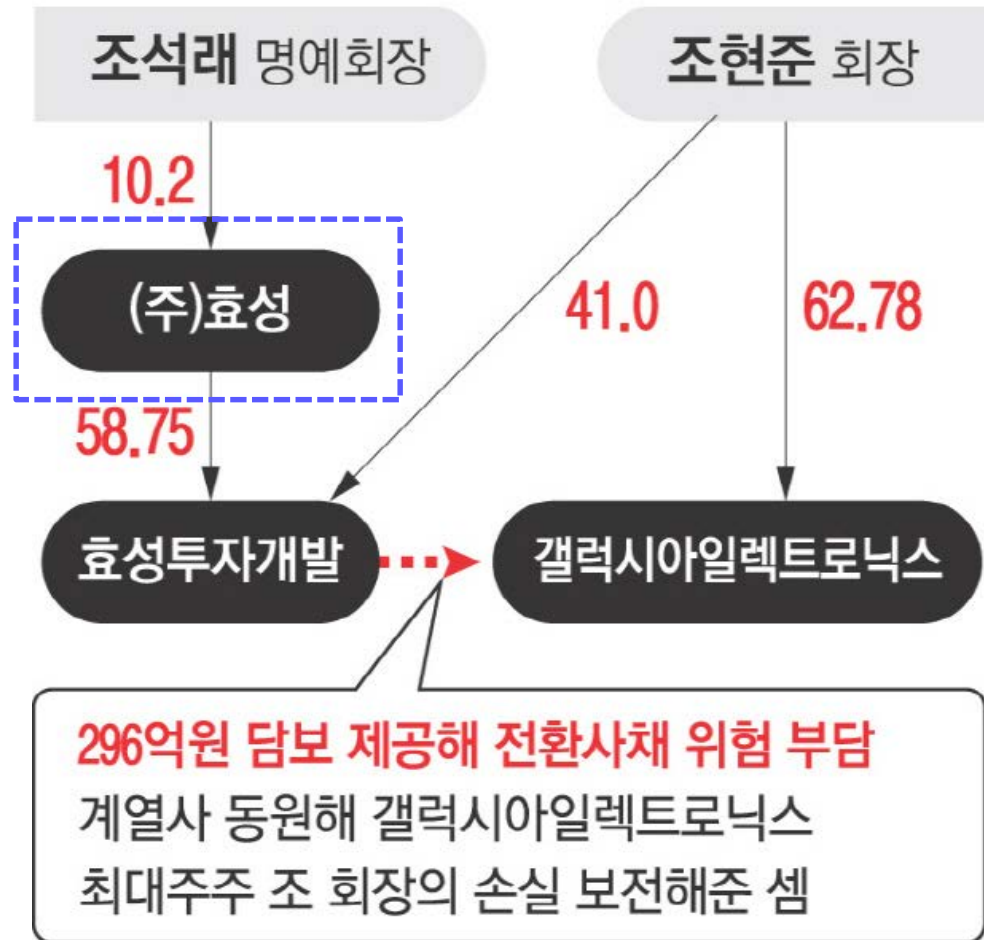 조석래 명예회장
조현준 회장
10.2
(주)효성
41.0
62.78
58.75
효성투자개발
갤럭시아일렉트로닉스
296억원 담보 제공해 전환사채 위험 부담
계열사 동원해 갤럭시아일렉트로닉스
최대주주 조 회장의 손실 보전해준 셈